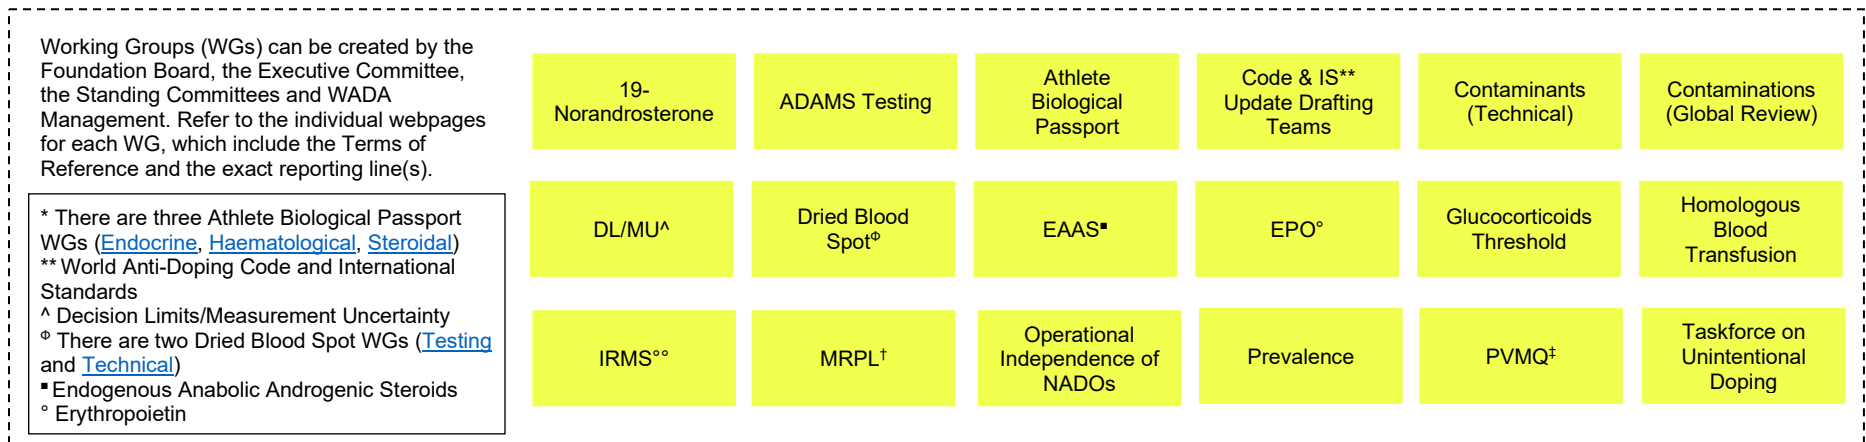 Working Groups (WGs) can be created by the
Foundation Board, the Executive Committee,
the Standing Committees and WADA
Management. Refer to the individual webpages
for each WG, which include the Terms of
Reference and the exact reporting line(s).
* There are three Athlete Biological Passport
WGs (Endocrine, Haematological, Steroidal)
** World Anti-Doping Code and International
Standards
^ Decision Limits/Measurement Uncertainty
Φ There are two Dried Blood Spot WGs (Testing
and Technical)
■ Endogenous Anabolic Androgenic Steroids
° Erythropoietin
19-
Norandrosterone
ADAMS Testing
Athlete
Biological
Passport
Code & IS**
Update Drafting
Teams
Contaminants
(Technical)
Contaminations
(Global Review)
DL/MU^
Dried Blood
SpotΦ
EAAS■
EPO°
Glucocorticoids
Threshold
Homologous
Blood
Transfusion
IRMS°°
MRPL†
Operational
Independence of
NADOs
Prevalence
PVMQ‡
Taskforce on
Unintentional
Doping